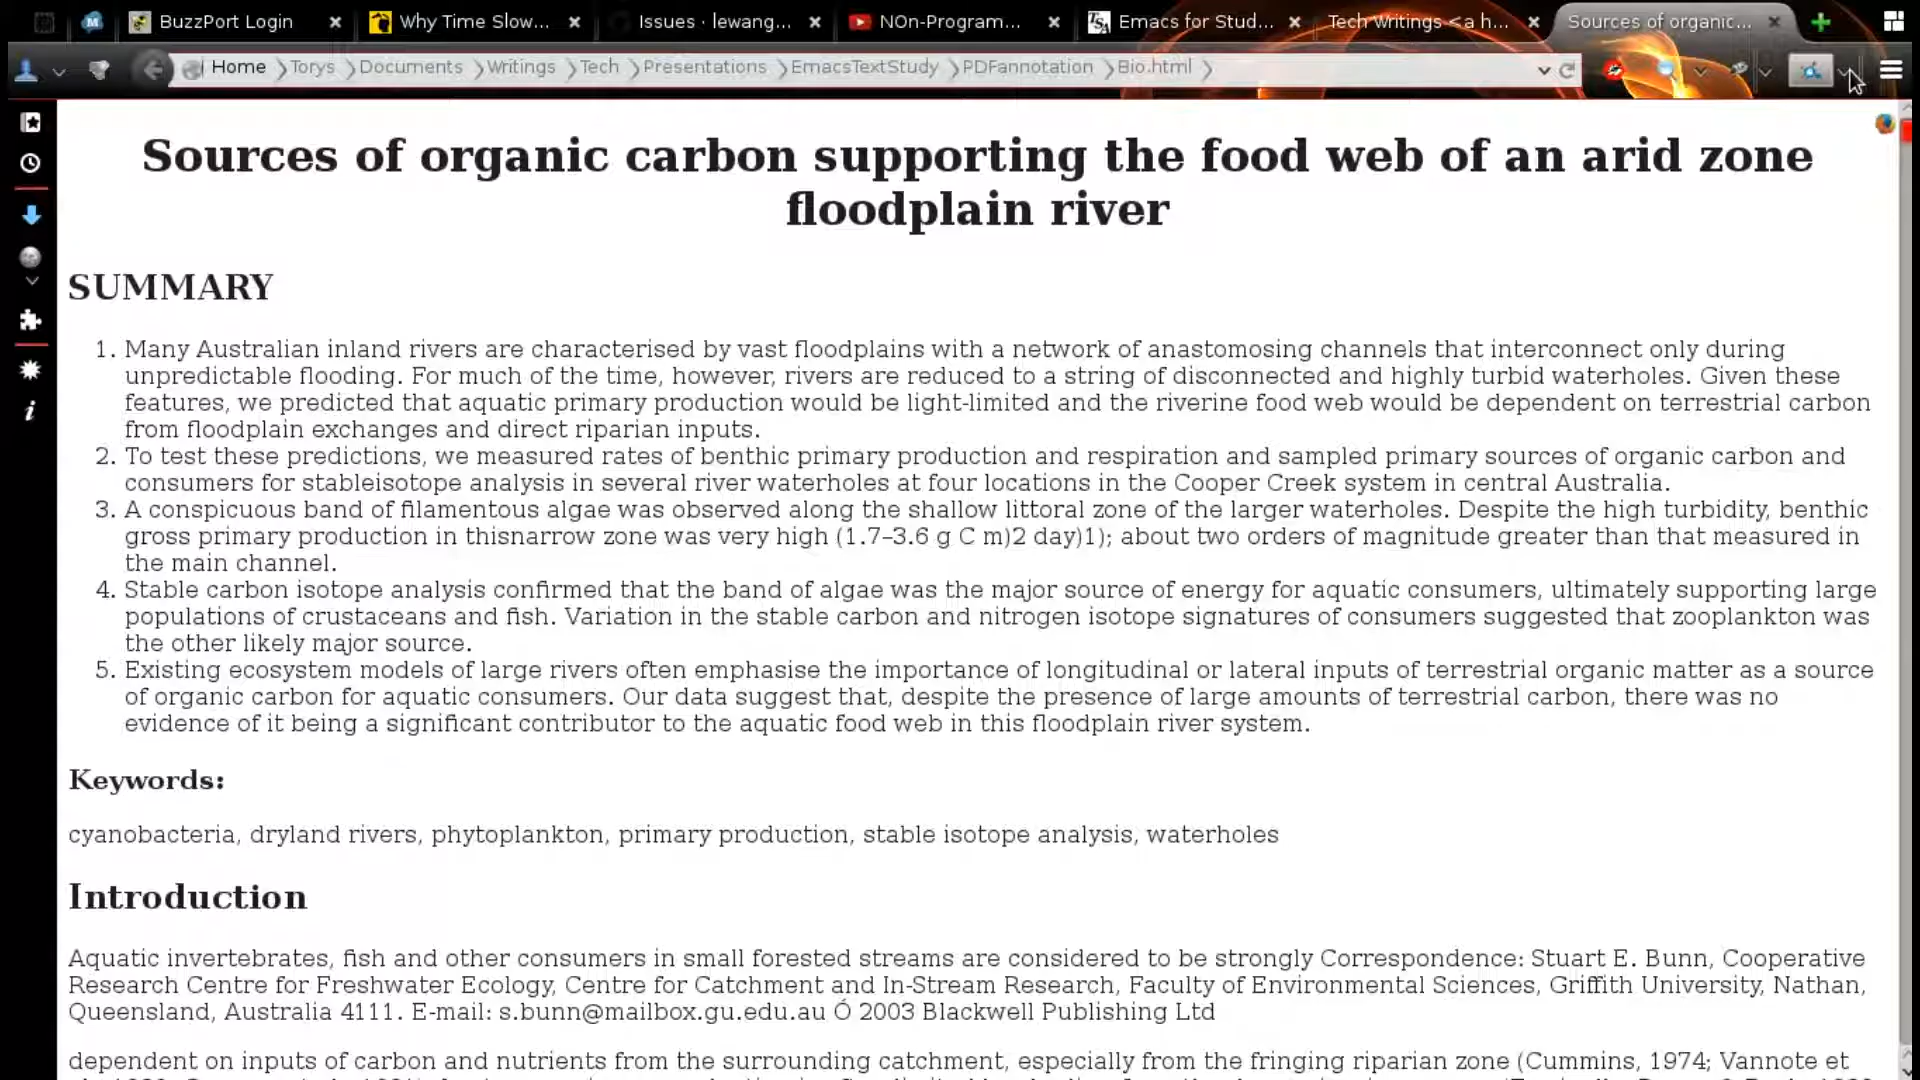 BuzzPort Login
Why Time Slow...
Issues · lewang...
NOn-Program...
Emacs for Stud...
Tech Writings <a h...
Sources of organic...
Home Torys Documents Writings Tech Presentations EmacsTextStudy PDFannotation Bio.html
Sources of organic carbon supporting the food web of an arid zone
floodplain river
SUMMARY
1. Many Australian inland rivers are characterised by vast floodplains with a network of anastomosing channels that interconnect only during
unpredictable flooding. For much of the time, however, rivers are reduced to a string of disconnected and highly turbid waterholes. Given these
features, we predicted that aquatic primary production would be light-limited and the riverine food web would be dependent on terrestrial carbon
from floodplain exchanges and direct riparian inputs.
2. To test these predictions, we measured rates of benthic primary production and respiration and sampled primary sources of organic carbon and
consumers for stableisotope analysis in several river waterholes at four locations in the Cooper Creek system in central Australia.
3. A conspicuous band of filamentous algae was observed along the shallow littoral zone of the larger waterholes. Despite the high turbidity, benthic
gross primary production in thisnarrow zone was very high (1.7–3.6 g C m)2 day)1); about two orders of magnitude greater than that measured in
the main channel.
4. Stable carbon isotope analysis confirmed that the band of algae was the major source of energy for aquatic consumers, ultimately supporting large
populations of crustaceans and fish. Variation in the stable carbon and nitrogen isotope signatures of consumers suggested that zooplankton was
the other likely major source.
5. Existing ecosystem models of large rivers often emphasise the importance of longitudinal or lateral inputs of terrestrial organic matter as a source
of organic carbon for aquatic consumers. Our data suggest that, despite the presence of large amounts of terrestrial carbon, there was no
evidence of it being a significant contributor to the aquatic food web in this floodplain river system.
Keywords:
cyanobacteria, dryland rivers, phytoplankton, primary production, stable isotope analysis, waterholes
Introduction
Aquatic invertebrates, fish and other consumers in small forested streams are considered to be strongly Correspondence: Stuart E. Bunn, Cooperative
Research Centre for Freshwater Ecology, Centre for Catchment and In-Stream Research, Faculty of Environmental Sciences, Griffith University, Nathan,
Queensland, Australia 4111. E-mail: s.bunn@mailbox.gu.edu.au Ó 2003 Blackwell Publishing Ltd
dependent on inputs of carbon and nutrients from the surrounding catchment, especially from the fringing riparian zone (Cummins, 1974; Vannote et